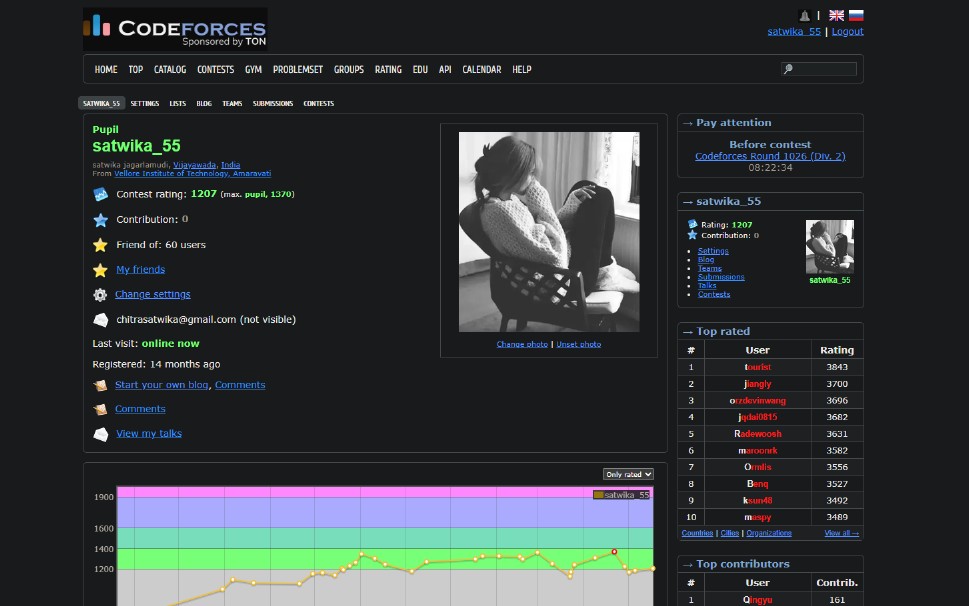 CODEFORCES
Sponsored by TON
|
satwika_55 | Logout
HOME TOP CATALOG CONTESTS GYM PROBLEMSET GROUPS RATING EDU API CALENDAR HELP
SATWIKA_55 SETTINGS LISTS BLOG TEAMS SUBMISSIONS CONTESTS
Pupil
satwika_55
satwika jagarlamudi, Vijayawada, India
From Vellore Institute of Technology, Amaravati
Contest rating: 1207 (max. pupil, 1370)
Contribution: 0
Friend of: 60 users
My friends
Change settings
chitrasatwika@gmail.com (not visible)
Last visit: online now
Registered: 14 months ago
Start your own blog, Comments
Comments
View my talks
Change photo | Unset photo
Only rated
satwika_55
1900
1600
1400
1200
→ Pay attention
Before contest
Codeforces Round 1026 (Div. 2)
08:22:34
→ satwika_55
Rating: 1207
Contribution: 0
Settings
Blog
Teams
Submissions
Talks
Contests
satwika_55
→ Top rated
# User Rating
1 tourist 3843
2 jiangly 3700
3 orzdevinwang 3696
4 jqdai0815 3682
5 Radewoosh 3631
6 maroonrk 3582
7 Ormlis 3556
8 Benq 3527
9 ksun48 3492
10 maspy 3489
Countries | Cities | Organizations View all →
→ Top contributors
# User Contrib.
1 Qingyu 161